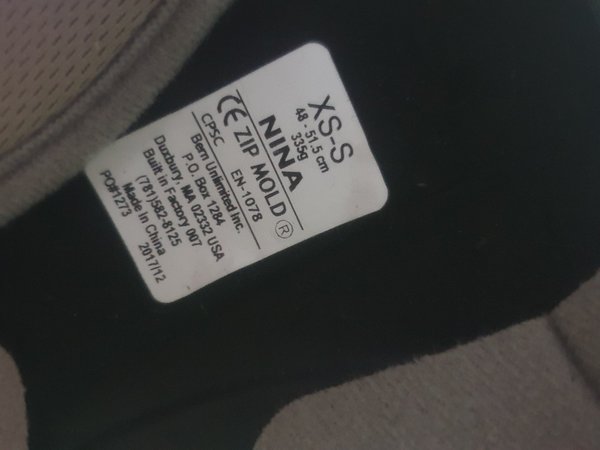 XS-S
48 - 51,5 cm
335g
NINA
ZIP MOLD ®
CE
EN-1078
CPSC
Bern Unlimited Inc.
P.O. Box 1284
Duxbury, MA 02332 USA
(781)582-8125
Built in Factory 007
Made in China
PO#1273
2017/12